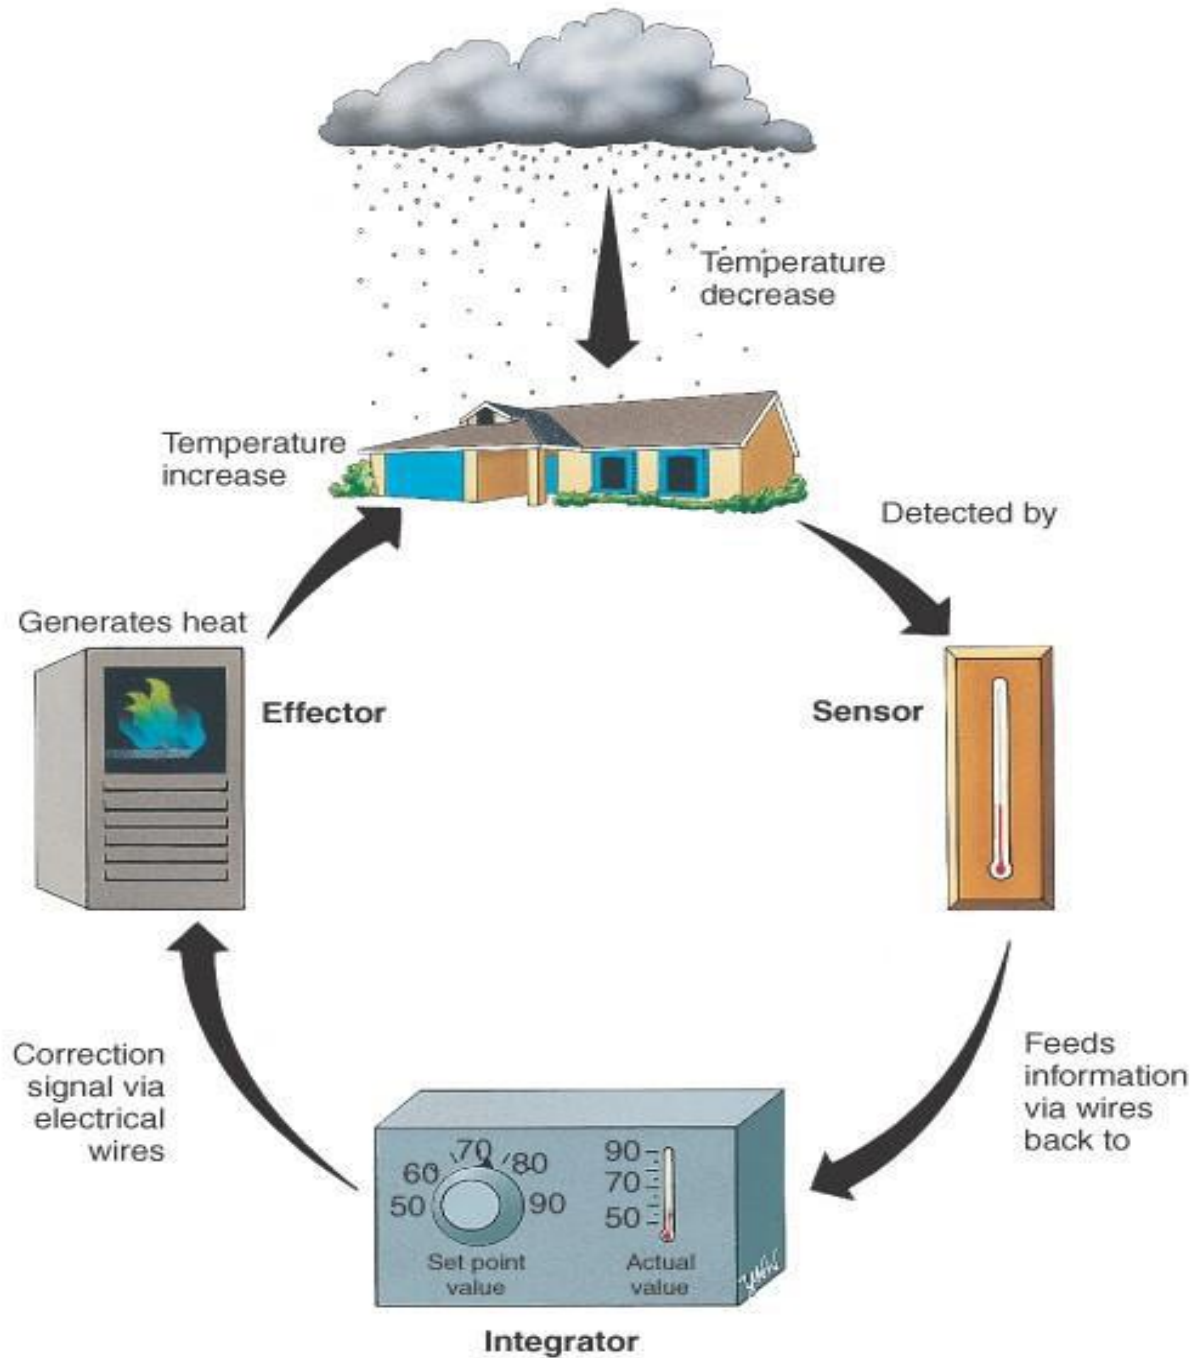 Temperature
decrease
Temperature
increase
Detected by
Generates heat
Effector
Sensor
Correction
signal via
electrical
wires
Feeds
information
via wires
back to
50 60 70 80 90
Set point
value
90
70
50
Actual
value
Integrator